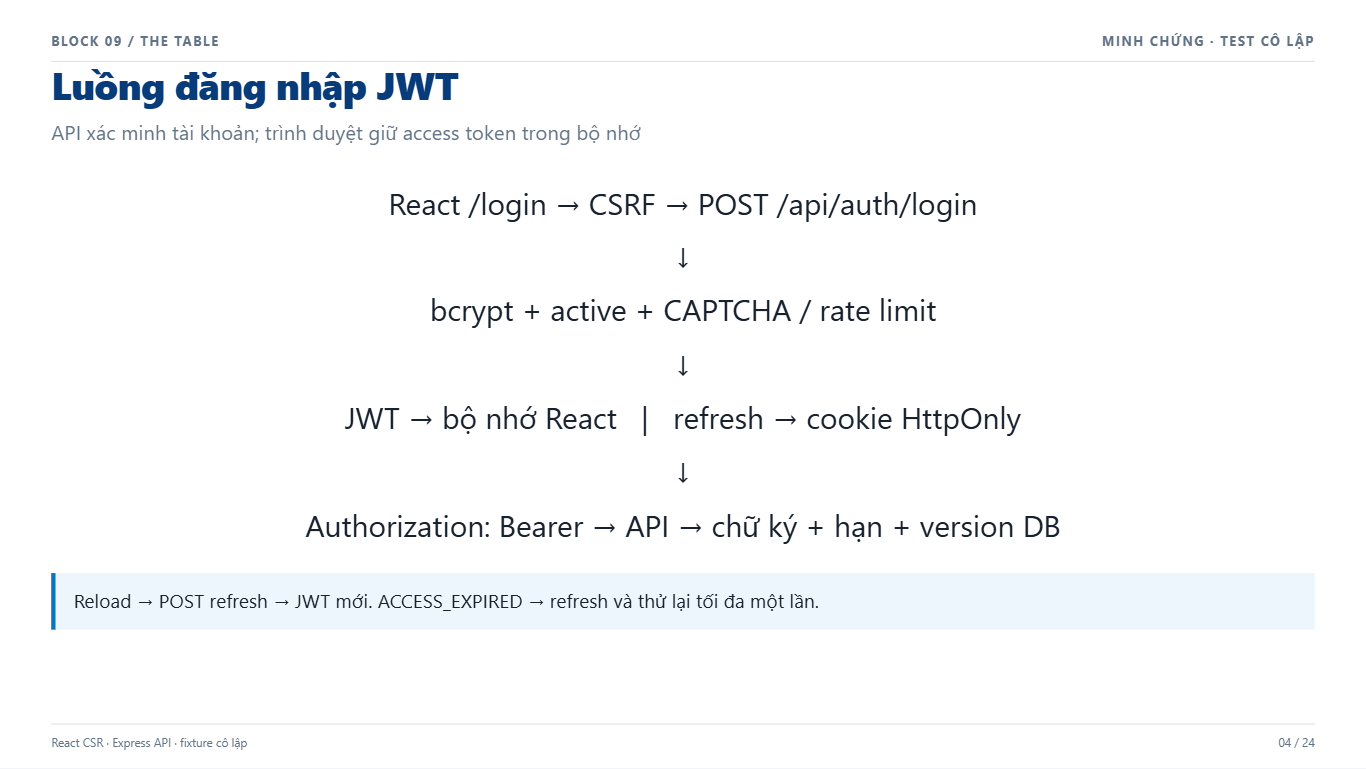 BLOCK 09 / THE TABLE
MINH CHỨNG · TEST CÔ LẬP
Luồng đăng nhập JWT
API xác minh tài khoản; trình duyệt giữ access token trong bộ nhớ
React /login → CSRF → POST /api/auth/login
↓
bcrypt + active + CAPTCHA / rate limit
↓
JWT → bộ nhớ React | refresh → cookie HttpOnly
↓
Authorization: Bearer → API → chữ ký + hạn + version DB
Reload → POST refresh → JWT mới. ACCESS_EXPIRED → refresh và thử lại tối đa một lần.
React CSR · Express API · fixture cô lập
04 / 24